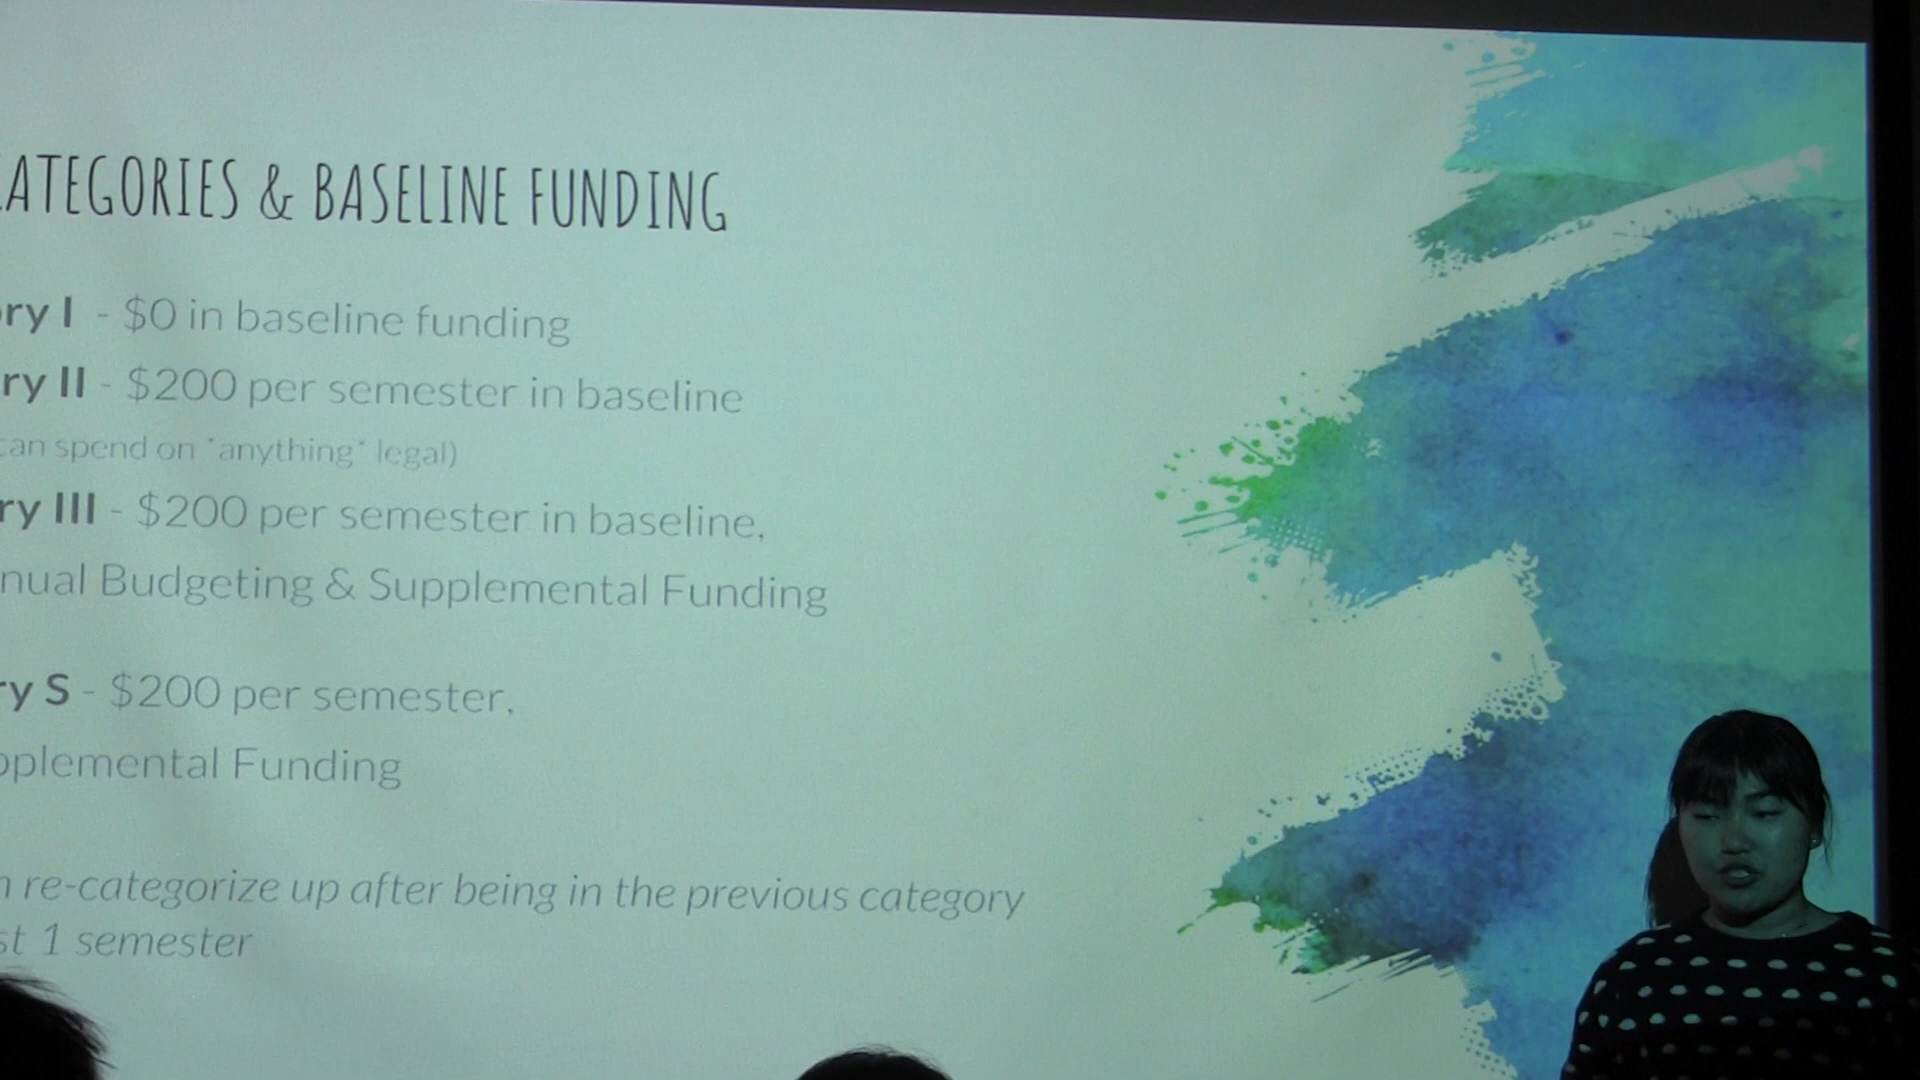 ATEGORIES & BASELINE FUNDING
ry I - $0 in baseline funding
ry II - $200 per semester in baseline
can spend on *anything* legal)
ry III - $200 per semester in baseline,
nual Budgeting & Supplemental Funding
ry S - $200 per semester,
pplemental Funding
re-categorize up after being in the previous category
st 1 semester